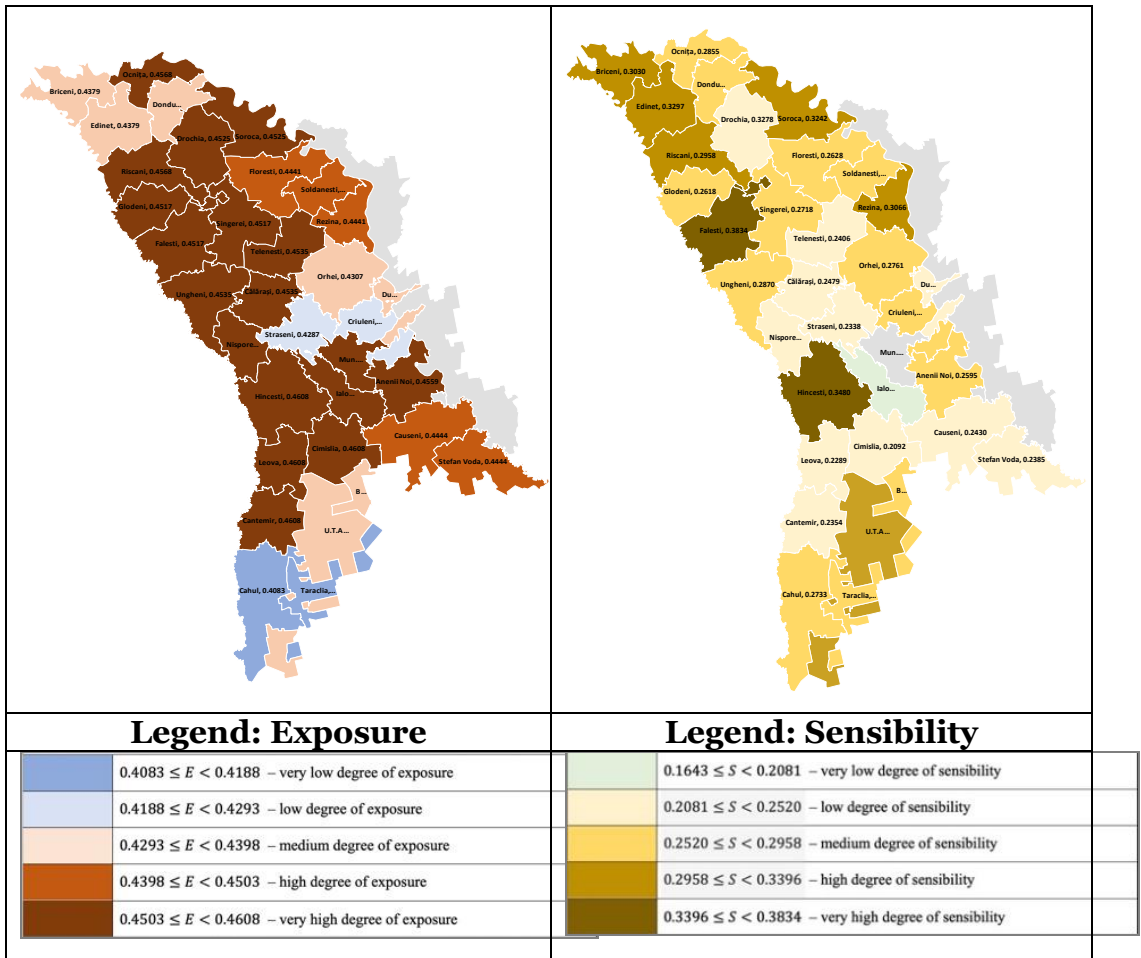 Ocnița, 0.4568
Briceni, 0.4379
Dondu...
Edinet, 0.4379
Drochia, 0.4525
Soroca, 0.4525
Riscani, 0.4568
Floresti, 0.4441
Soldanesti,...
Glodeni, 0.4517
Singerei, 0.4517
Rezina, 0.4441
Falesti, 0.4517
Telenesti, 0.4535
Orhei, 0.4307
Ungheni, 0.4535
Călărași, 0.4535
Du...
Straseni, 0.4287
Criuleni,...
Nispore...
Mun....
Anenii Noi, 0.4559
Hincesti, 0.4608
Ialo...
Causeni, 0.4444
Cimislia, 0.4608
Leova, 0.4608
Stefan Voda, 0.4444
B...
Cantemir, 0.4608
U.T.A...
Cahul, 0.4083
Taraclia,...
Ocnița, 0.2855
Briceni, 0.3030
Dondu...
Edinet, 0.3297
Drochia, 0.3278
Soroca, 0.3242
Riscani, 0.2958
Floresti, 0.2628
Soldanesti,...
Glodeni, 0.2618
Singerei, 0.2718
Rezina, 0.3066
Falesti, 0.3834
Telenesti, 0.2406
Orhei, 0.2761
Ungheni, 0.2870
Călărași, 0.2479
Du...
Straseni, 0.2338
Criuleni,...
Nispore...
Mun....
Anenii Noi, 0.2595
Hincesti, 0.3480
Ialo...
Causeni, 0.2430
Cimislia, 0.2092
Leova, 0.2289
Stefan Voda, 0.2385
B...
Cantemir, 0.2354
U.T.A...
Cahul, 0.2733
Taraclia,...
Legend: Exposure
0.4083 ≤ E < 0.4188 – very low degree of exposure
0.4188 ≤ E < 0.4293 – low degree of exposure
0.4293 ≤ E < 0.4398 – medium degree of exposure
0.4398 ≤ E < 0.4503 – high degree of exposure
0.4503 ≤ E < 0.4608 – very high degree of exposure
Legend: Sensibility
0.1643 ≤ S < 0.2081 – very low degree of sensibility
0.2081 ≤ S < 0.2520 – low degree of sensibility
0.2520 ≤ S < 0.2958 – medium degree of sensibility
0.2958 ≤ S < 0.3396 – high degree of sensibility
0.3396 ≤ S < 0.3834 – very high degree of sensibility